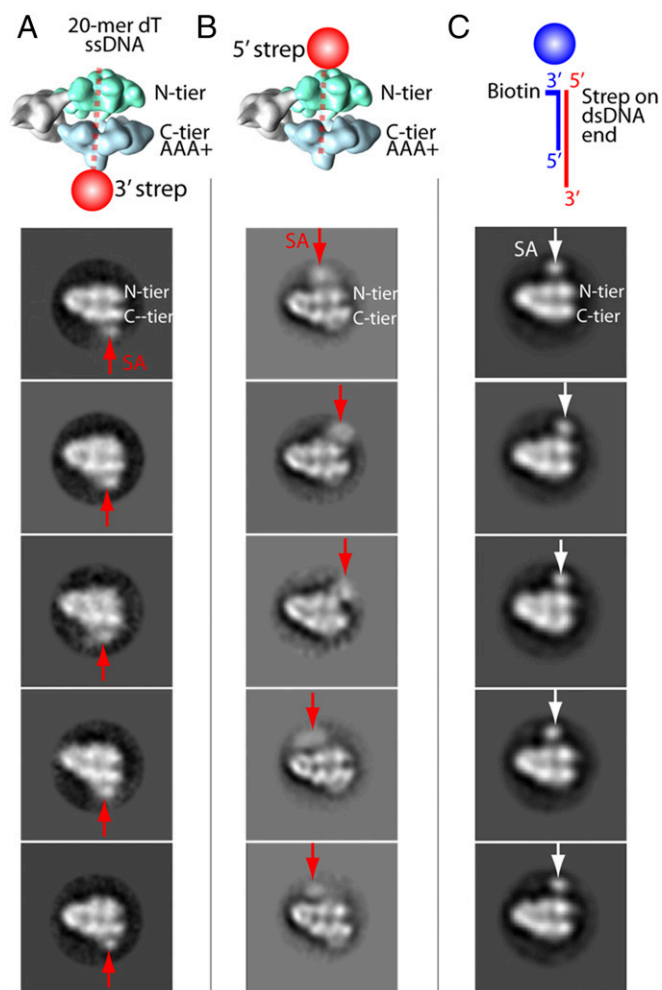 A
20-mer dT
ssDNA
N-tier
C-tier
AAA+
3′ strep
B
5′ strep
N-tier
C-tier
AAA+
C
3′ 5′
Biotin
Strep on
dsDNA
end
5′
3′
N-tier
C--tier
SA
SA
N-tier
C-tier
SA
N-tier
C-tier